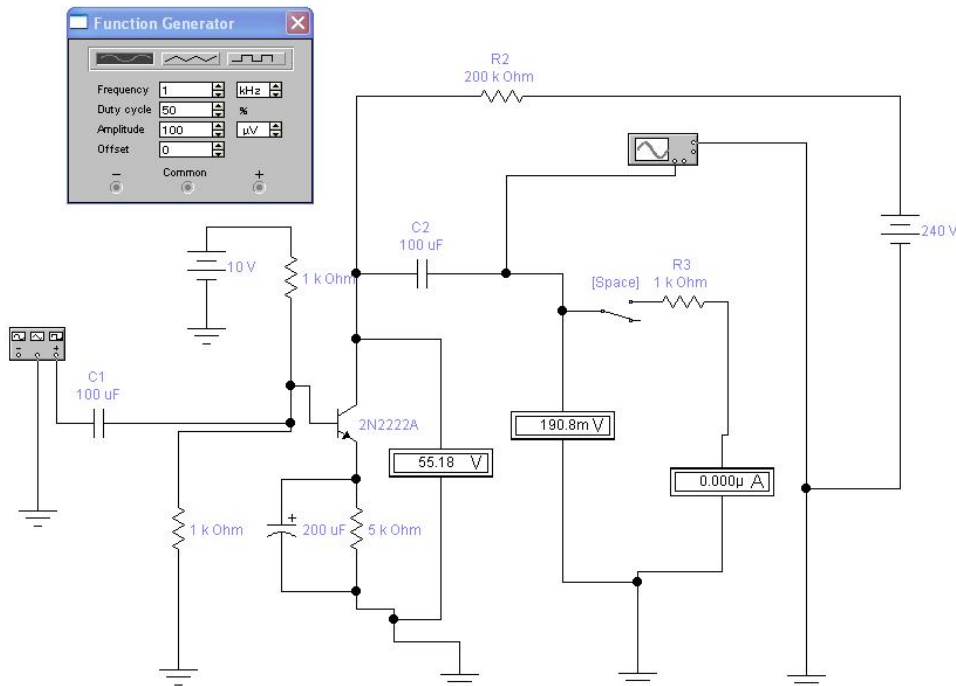 Function Generator
Frequency 1 kHz
Duty cycle 50 %
Amplitude 100 µV
Offset 0
− Common +
R2
200 k Ohm
240 V
C2
100 uF
10 V
1 k Ohm
[Space]
R3
1 k Ohm
− +
C1
100 uF
2N2222A
190.8m V
55.18 V
0.000µ A
+
1 k Ohm
200 uF
5 k Ohm